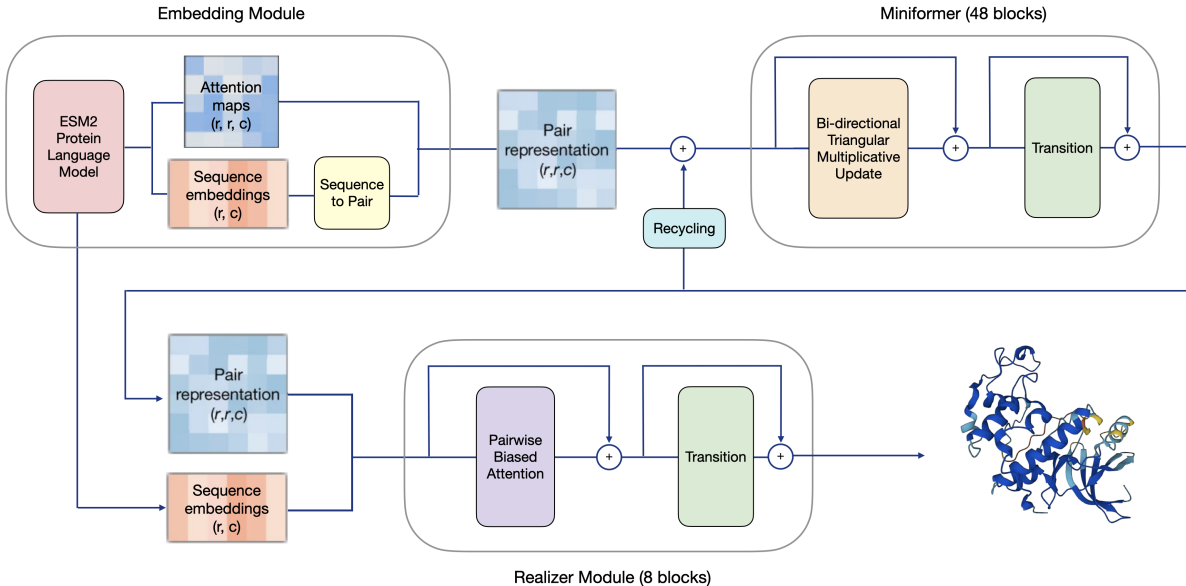 Embedding Module
Miniformer (48 blocks)
ESM2
Protein
Language
Model
Attention
maps
(r, r, c)
Sequence
embeddings
(r, c)
Sequence
to Pair
Pair
representation
(r,r,c)
+
Recycling
Bi-directional
Triangular
Multiplicative
Update
+
Transition
+
Pair
representation
(r,r,c)
Sequence
embeddings
(r, c)
Pairwise
Biased
Attention
+
Transition
+
Realizer Module (8 blocks)